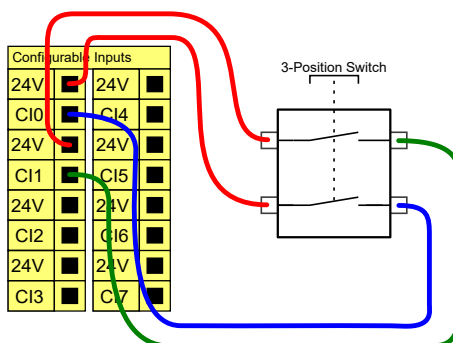 Configurable Inputs
24V 24V
CI0 CI4
24V 24V
CI1 CI5
24V 24V
CI2 CI6
24V 24V
CI3 CI7
3-Position Switch